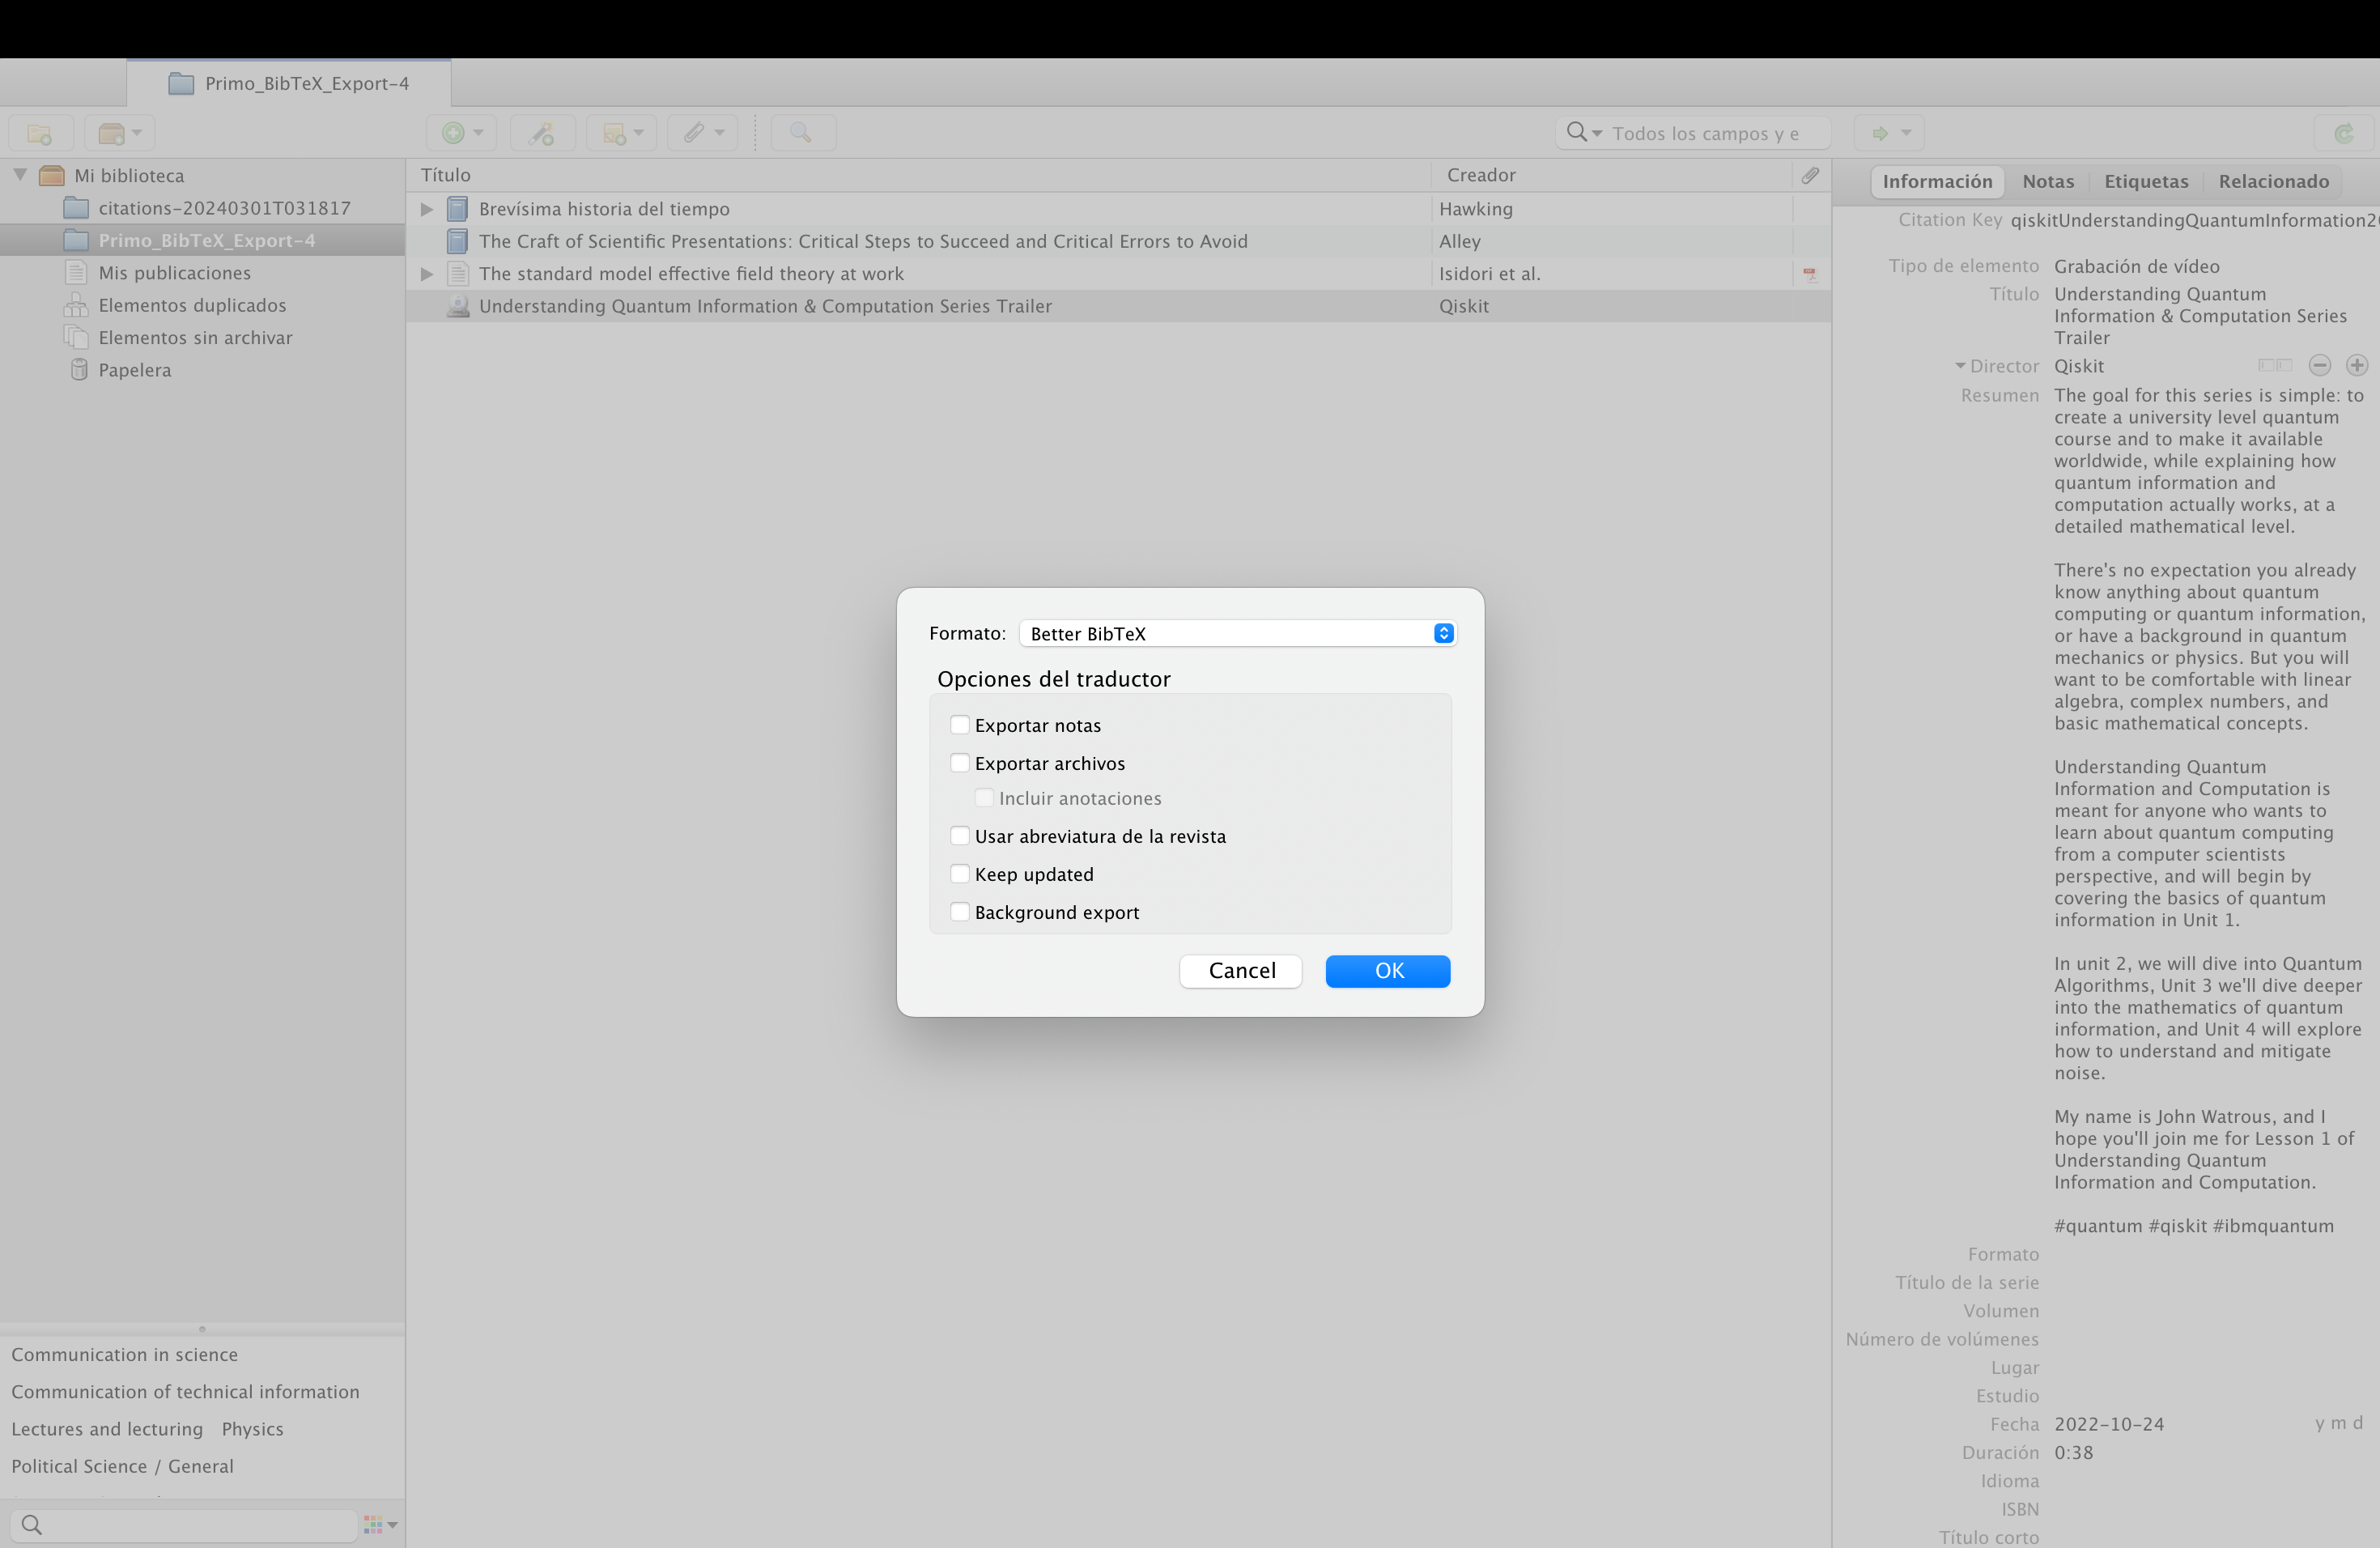 Primo_BibTeX_Export-4
Todos los campos y e
Mi biblioteca
citations-20240301T031817
Primo_BibTeX_Export-4
Mis publicaciones
Elementos duplicados
Elementos sin archivar
Papelera
Título Creador
Brevísima historia del tiempo Hawking
The Craft of Scientific Presentations: Critical Steps to Succeed and Critical Errors to Avoid Alley
The standard model effective field theory at work Isidori et al.
Understanding Quantum Information & Computation Series Trailer Qiskit
Formato: Better BibTeX
Opciones del traductor
Exportar notas
Exportar archivos
Incluir anotaciones
Usar abreviatura de la revista
Keep updated
Background export
Cancel OK
Información Notas Etiquetas Relacionado
Citation Key qiskitUnderstandingQuantumInformation2
Tipo de elemento Grabación de vídeo
Título Understanding Quantum
Information & Computation Series
Trailer
Director Qiskit
Resumen The goal for this series is simple: to
create a university level quantum
course and to make it available
worldwide, while explaining how
quantum information and
computation actually works, at a
detailed mathematical level.
There's no expectation you already
know anything about quantum
computing or quantum information,
or have a background in quantum
mechanics or physics. But you will
want to be comfortable with linear
algebra, complex numbers, and
basic mathematical concepts.
Understanding Quantum
Information and Computation is
meant for anyone who wants to
learn about quantum computing
from a computer scientists
perspective, and will begin by
covering the basics of quantum
information in Unit 1.
In unit 2, we will dive into Quantum
Algorithms, Unit 3 we'll dive deeper
into the mathematics of quantum
information, and Unit 4 will explore
how to understand and mitigate
noise.
My name is John Watrous, and I
hope you'll join me for Lesson 1 of
Understanding Quantum
Information and Computation.
#quantum #qiskit #ibmquantum
Formato
Título de la serie
Volumen
Número de volúmenes
Lugar
Estudio
Fecha 2022-10-24 y m d
Duración 0:38
Idioma
ISBN
Título corto
Communication in science
Communication of technical information
Lectures and lecturing Physics
Political Science / General